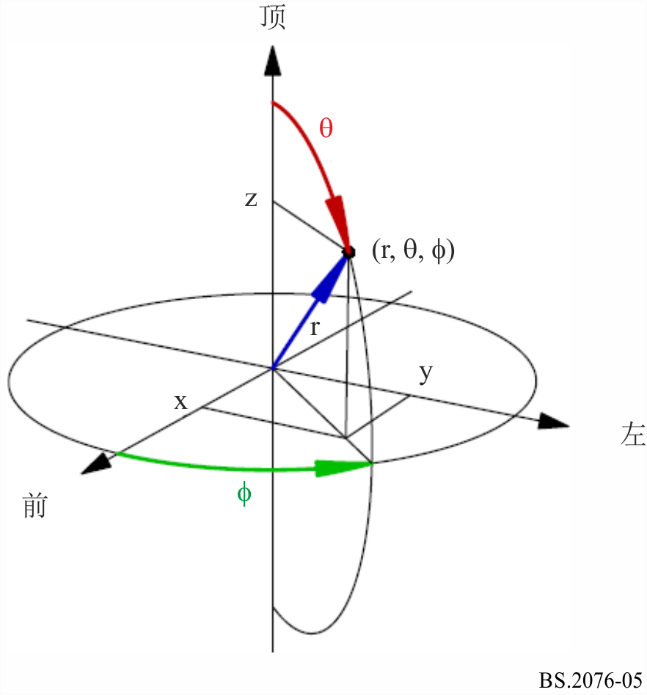 顶
θ
z
(r, θ, ϕ)
r
y
x
左
前
ϕ
BS.2076-05